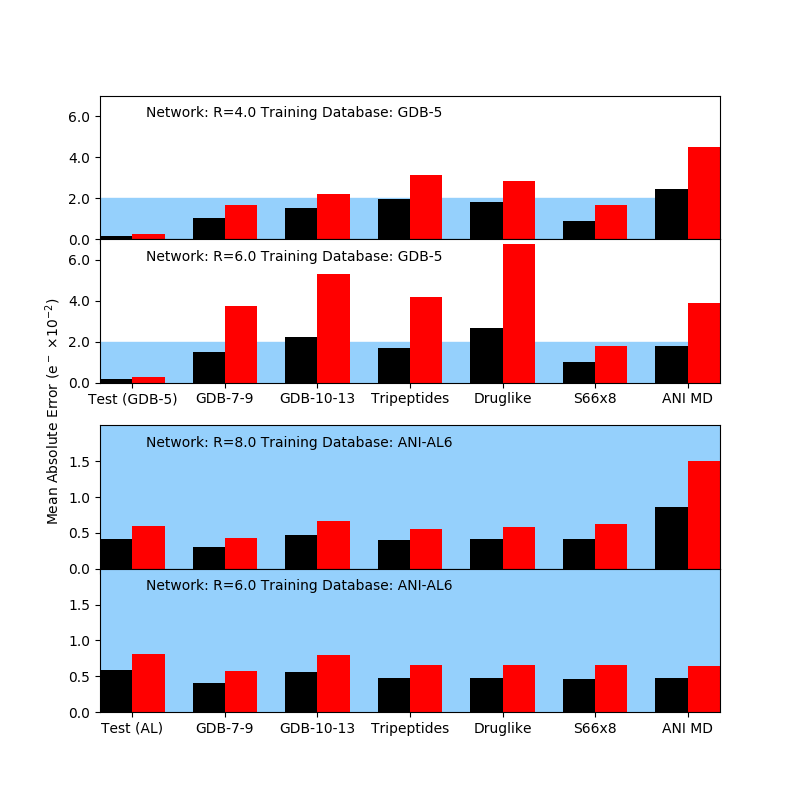 Mean Absolute Error (e⁻ ×10⁻²)
Network: R=4.0 Training Database: GDB-5
6.0
4.0
2.0
0.0
Network: R=6.0 Training Database: GDB-5
6.0
4.0
2.0
0.0
Test (GDB-5) GDB-7-9 GDB-10-13 Tripeptides Druglike S66x8 ANI MD
Network: R=8.0 Training Database: ANI-AL6
1.5
1.0
0.5
0.0
Network: R=6.0 Training Database: ANI-AL6
1.5
1.0
0.5
0.0
Test (AL) GDB-7-9 GDB-10-13 Tripeptides Druglike S66x8 ANI MD